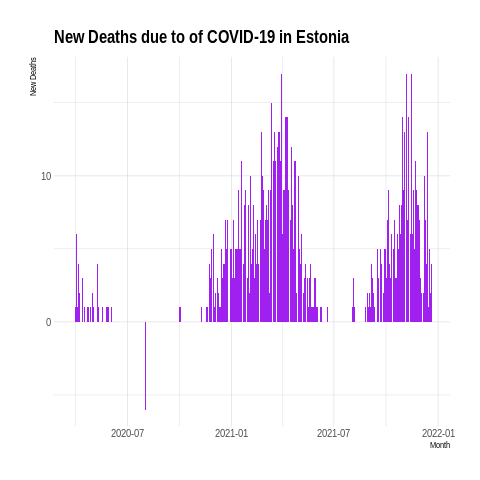 New Deaths due to of COVID-19 in Estonia
New Deaths
10
0
2020-07 2021-01 2021-07 2022-01
Month